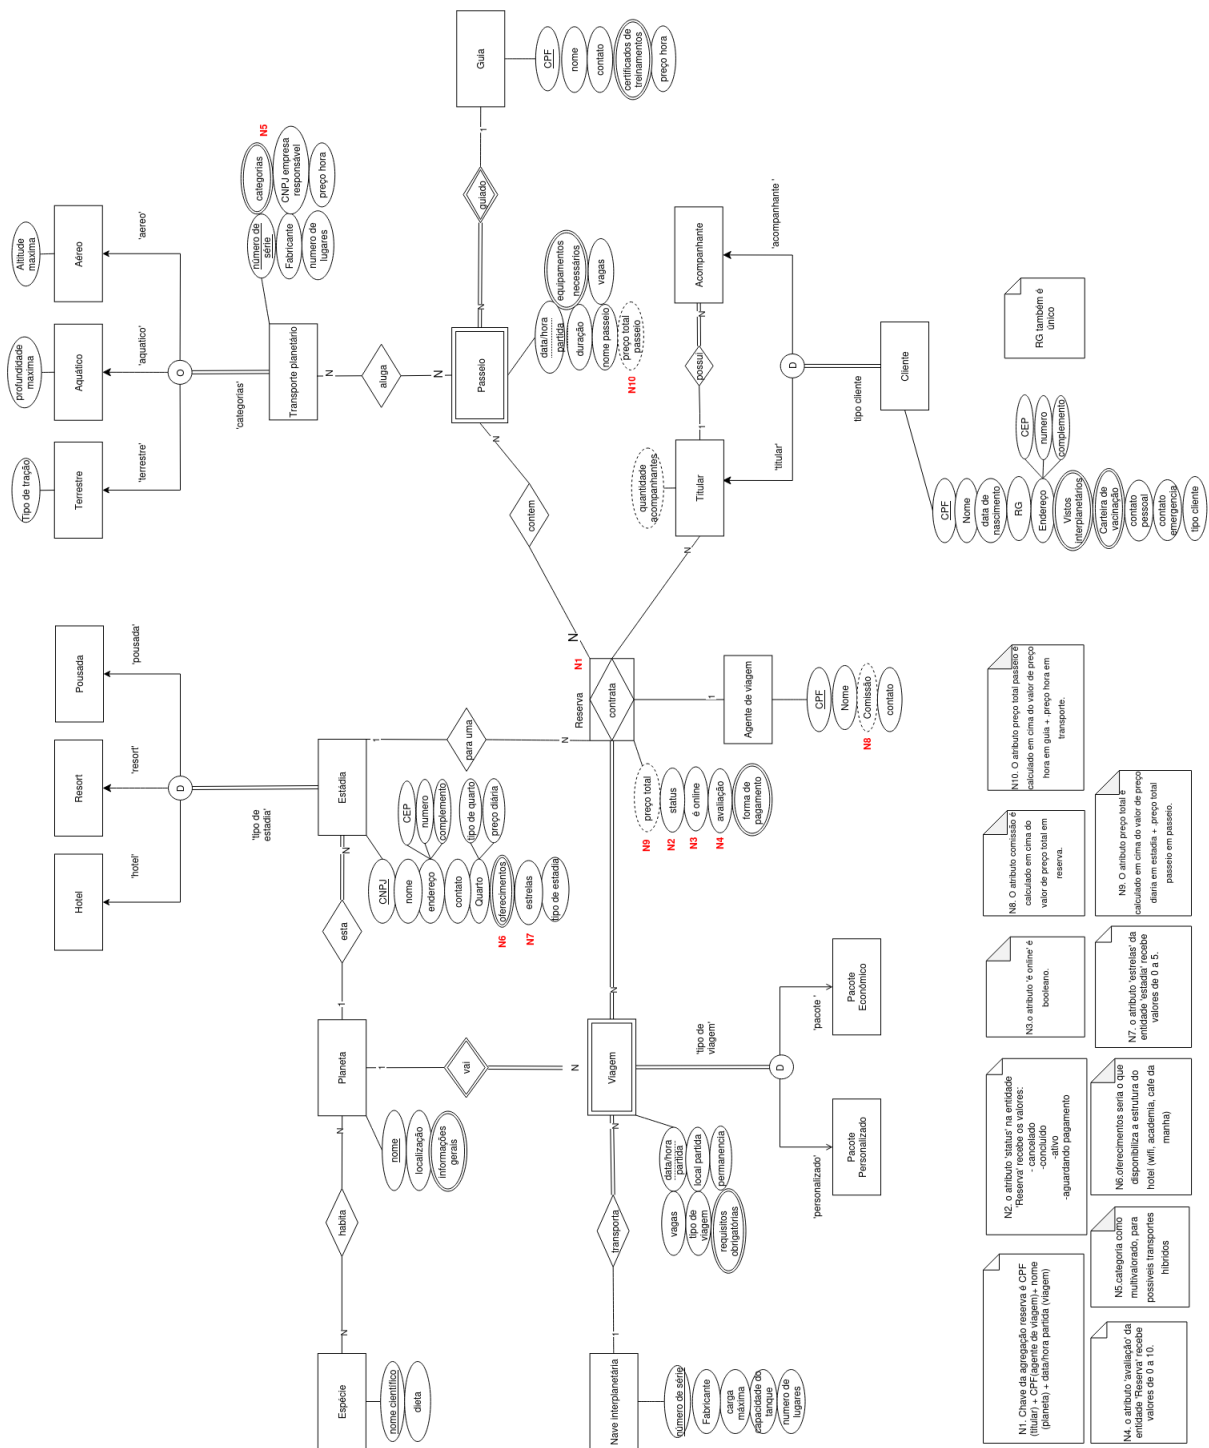 Guia
CPF
nome
contato
certificados de
treinamentos
preço hora
1
guiado
N
N5
categorias
CNPJ empresa
responsável
preço hora
número de
série
Fabricante
numero de
lugares
Altitude
maxima
Aéreo
'aereo'
profundidade
maxima
Aquático
'aquatico'
Tipo de tração
Terrestre
'terrestre'
O
'categorias'
Transporte planetário
N
aluga
N
Passeio
equipamentos
necessários
vagas
data/hora
partida
duração
nome passeio
preço total
passeio
N10
N
contem
N
Acompanhante
'acompanhante '
N
possui
1
quantidade
acompanhantes
Titular
'titular'
D
tipo cliente
Cliente
RG também é
único
CEP
numero
complemento
CPF
Nome
data de
nascimento
RG
Endereço
Vistos
interplanetários
Carteira de
vacinação
contato
pessoal
contato
emergencia
tipo cliente
N
Pousada
'pousada'
Resort
'resort'
Hotel
'hotel'
D
'tipo de
estadia'
Estádia
1
para uma
N
N1
Reserva
contrata
1
Agente de viagem
CPF
Nome
Comissão
contato
N8
preço total
status
é online
avaliação
forma de
pagamento
N9
N2
N3
N4
CEP
numero
complemento
tipo de quarto
preço diária
CNPJ
nome
endereço
contato
Quarto
oferecimentos
estrelas
tipo de estadia
N6
N7
N
esta
1
Planeta
nome
localização
informações
gerais
1
vai
N
N
Viagem
'tipo de
viagem'
D
'pacote '
Pacote
Econômico
'personalizado'
Pacote
Personalizado
data/hora
partida
local partida
permanencia
vagas
tipo de
viagem
requisitos
obrigatórias
N
habita
N
Espécie
nome científico
dieta
N
transporta
1
Nave interplanetária
número de série
Fabricante
carga
máxima
capacidade do
tanque
numero de
lugares
N10. O atributo preço total passeio é
calculado em cima do valor de preço
hora em guia + .preço hora em
transporte.
N8. O atributo comissão é
calculado em cima do
valor de preço total em
reserva.
N9. O atributo preço total é
calculado em cima do valor de preço
diaria em estadia + .preço total
passeio em passeio.
N3.o atributo 'é online' é
booleano.
N7. o atributo 'estrelas' da
entidade 'estadia' recebe
valores de 0 a 5.
N2. o atributo 'status' na entidade
'Reserva' recebe os valores:
- cancelado
-concluído
-ativo
-aguardando pagamento
N6.oferecimentos seria o que
disponibiliza a estrutura do
hotel (wifi, academia, cafe da
manha)
N1. Chave da agregação reserva é CPF
(titular) + CPF(agente de viagem)+ nome
(planeta) + data/hora partida (viagem)
N5.categoria como
multivalorado, para
possiveis transportes
hibridos
N4. o atributo 'avaliação' da
entidade 'Reserva' recebe
valores de 0 a 10.